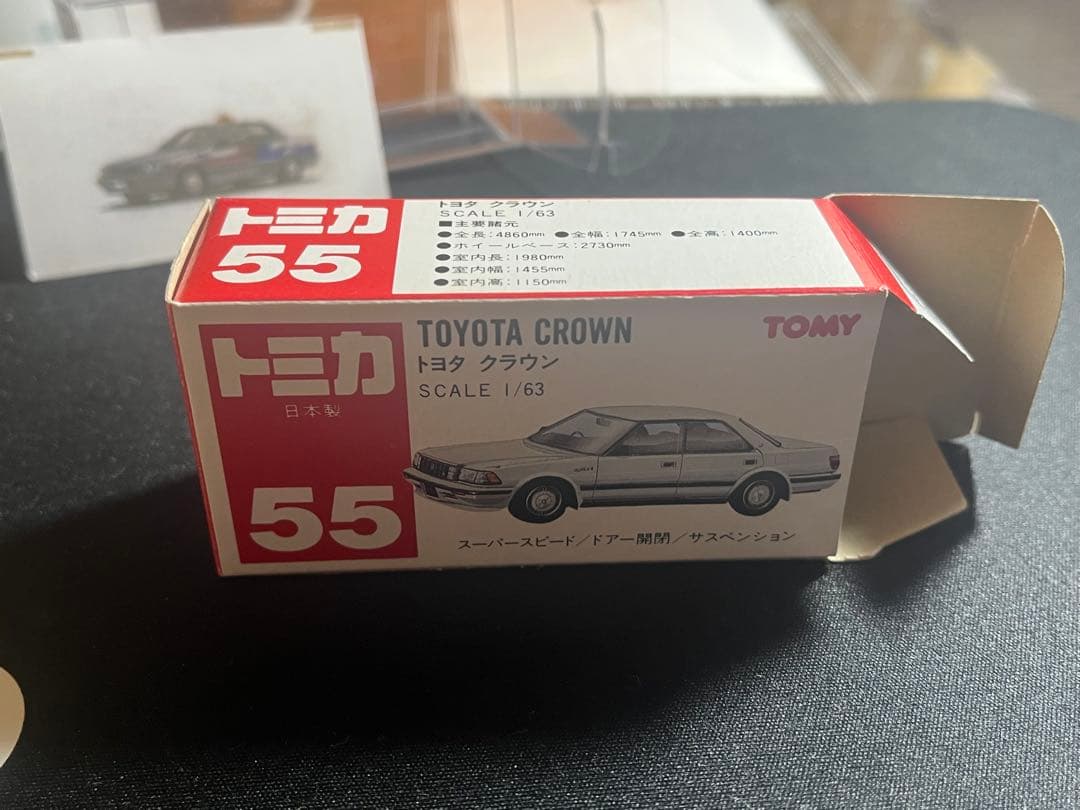 トミカ
55
トヨタ クラウン
SCALE 1/63
■主要諸元
●全長:4860mm ●全幅:1745mm ●全高:1400mm
●ホイールベース:2730mm
●室内長:1980mm
●室内幅:1455mm
●室内高:1150mm
トミカ
日本製
55
TOYOTA CROWN
トヨタ クラウン
SCALE 1/63
TOMY
スーパースピード/ドアー開閉/サスペンション